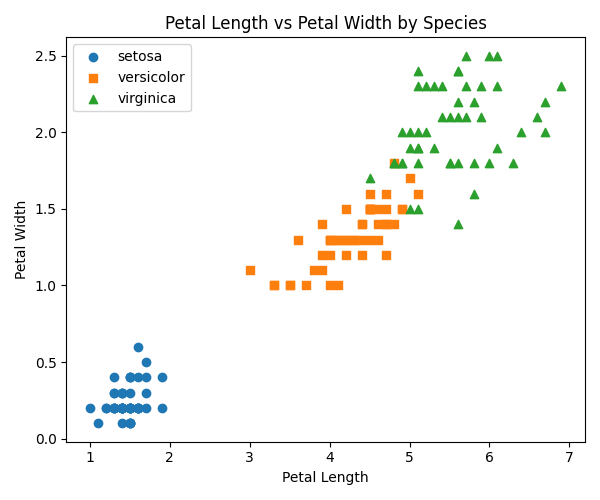 Petal Length vs Petal Width by Species
setosa
versicolor
virginica
2.5
2.0
1.5
1.0
0.5
0.0
Petal Width
1 2 3 4 5 6 7
Petal Length